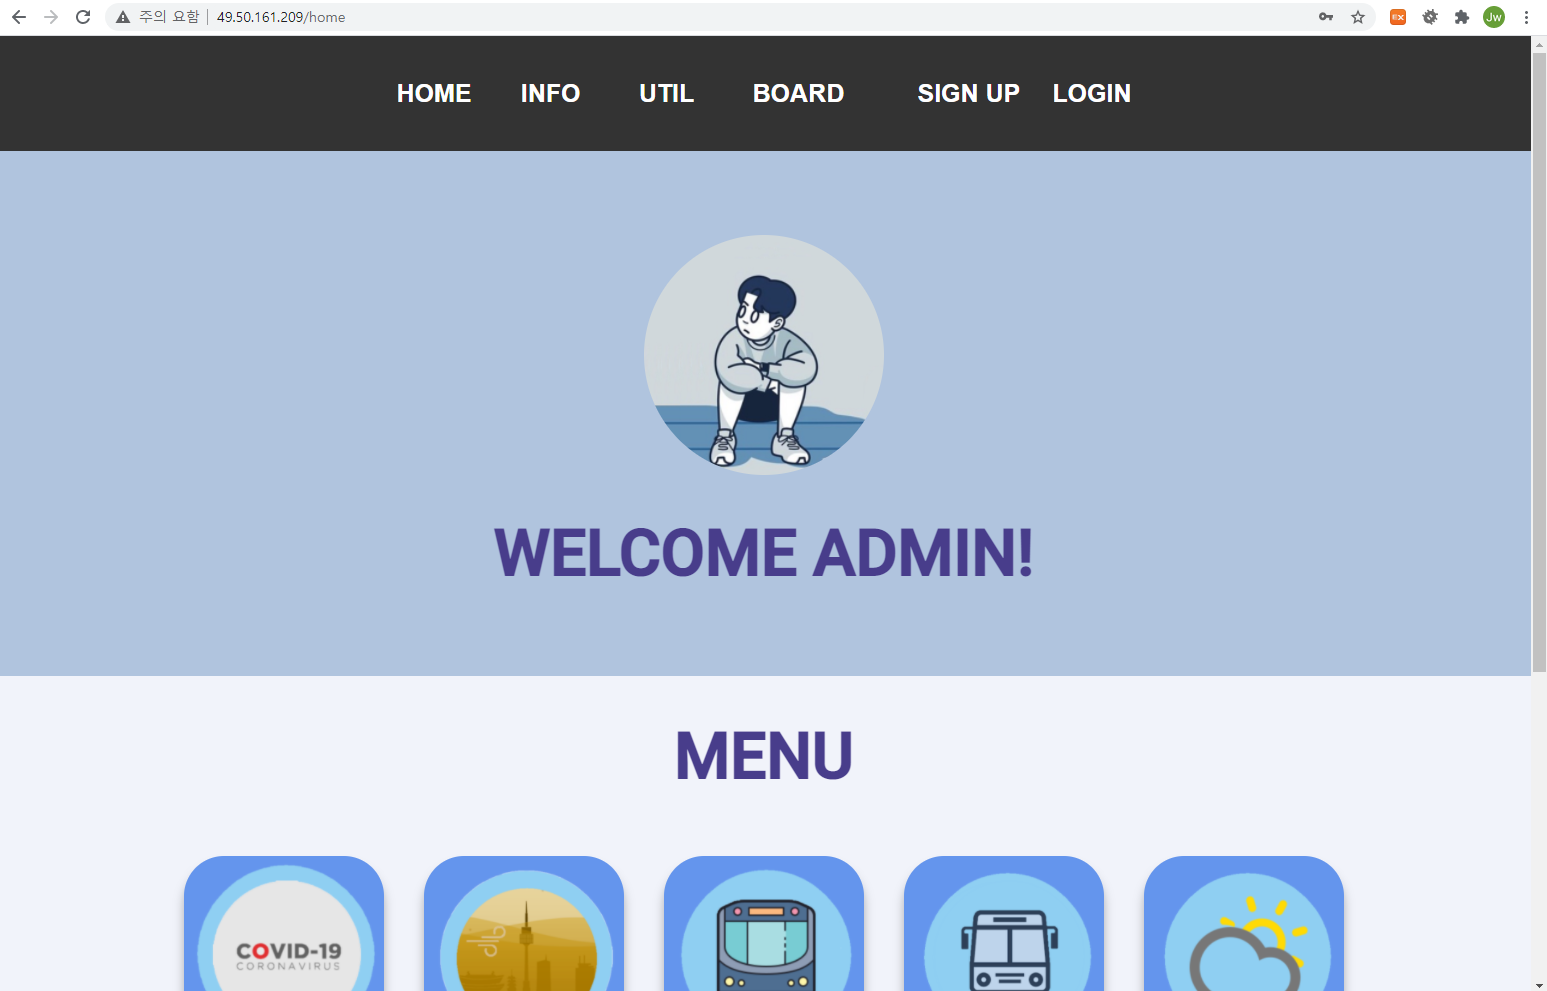 주의 요함 49.50.161.209/home
Jw
HOME INFO UTIL BOARD SIGN UP LOGIN
WELCOME ADMIN!
MENU
COVID-19
CORONAVIRUS